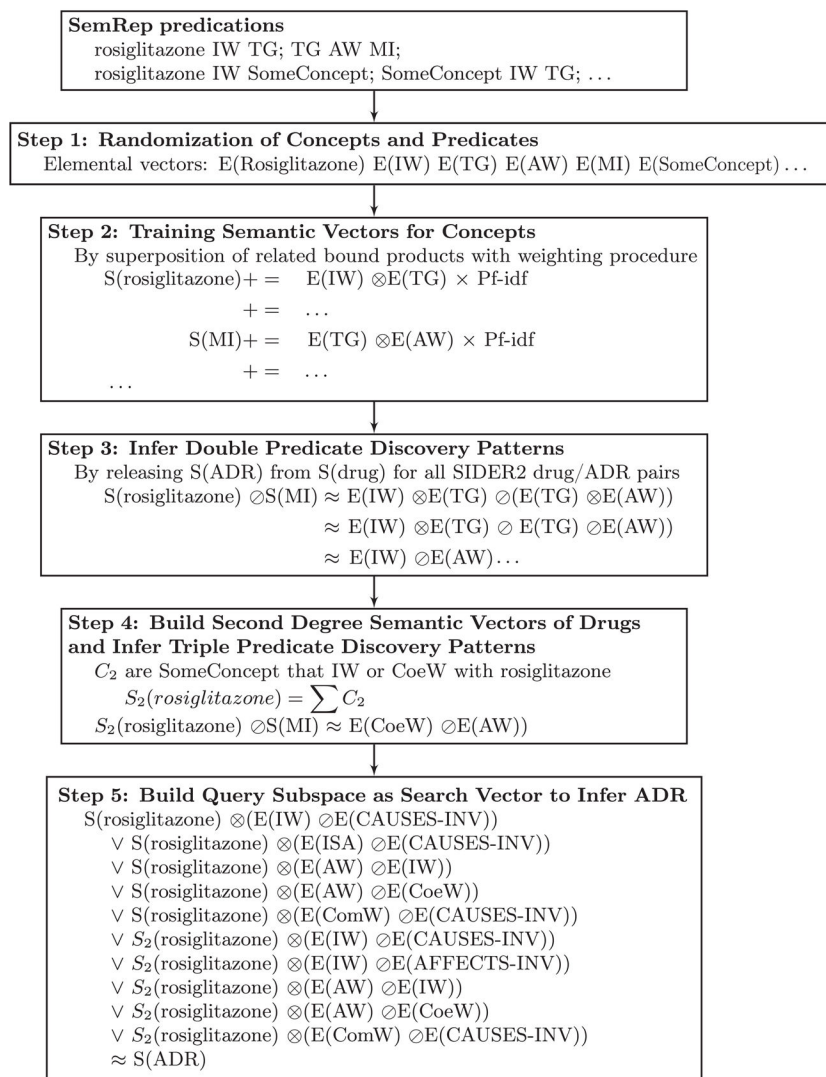 SemRep predications
rosiglitazone IW TG; TG AW MI;
rosiglitazone IW SomeConcept; SomeConcept IW TG; …
Step 1: Randomization of Concepts and Predicates
Elemental vectors: E(Rosiglitazone) E(IW) E(TG) E(AW) E(MI) E(SomeConcept) …
Step 2: Training Semantic Vectors for Concepts
By superposition of related bound products with weighting procedure
S(rosiglitazone)+ = E(IW) ⊗E(TG) × Pf-idf
+ = …
S(MI)+ = E(TG) ⊗E(AW) × Pf-idf
+ = …
…
Step 3: Infer Double Predicate Discovery Patterns
By releasing S(ADR) from S(drug) for all SIDER2 drug/ADR pairs
S(rosiglitazone) ⊘S(MI) ≈ E(IW) ⊗E(TG) ⊘(E(TG) ⊗E(AW))
≈ E(IW) ⊗E(TG) ⊘ E(TG) ⊘E(AW))
≈ E(IW) ⊘E(AW)…
Step 4: Build Second Degree Semantic Vectors of Drugs
and Infer Triple Predicate Discovery Patterns
C₂ are SomeConcept that IW or CoeW with rosiglitazone
S₂(rosiglitazone) = ∑ C₂
S₂(rosiglitazone) ⊘S(MI) ≈ E(CoeW) ⊘E(AW))
Step 5: Build Query Subspace as Search Vector to Infer ADR
S(rosiglitazone) ⊗(E(IW) ⊘E(CAUSES-INV))
∨ S(rosiglitazone) ⊗(E(ISA) ⊘E(CAUSES-INV))
∨ S(rosiglitazone) ⊗(E(AW) ⊘E(IW))
∨ S(rosiglitazone) ⊗(E(AW) ⊘E(CoeW))
∨ S(rosiglitazone) ⊗(E(ComW) ⊘E(CAUSES-INV))
∨ S₂(rosiglitazone) ⊗(E(IW) ⊘E(CAUSES-INV))
∨ S₂(rosiglitazone) ⊗(E(IW) ⊘E(AFFECTS-INV))
∨ S₂(rosiglitazone) ⊗(E(AW) ⊘E(IW))
∨ S₂(rosiglitazone) ⊗(E(AW) ⊘E(CoeW))
∨ S₂(rosiglitazone) ⊗(E(ComW) ⊘E(CAUSES-INV))
≈ S(ADR)